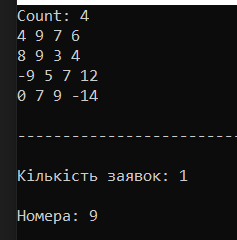 Count: 4
4 9 7 6
8 9 3 4
-9 5 7 12
0 7 9 -14
--------------------------
Кількість заявок: 1
Номера: 9